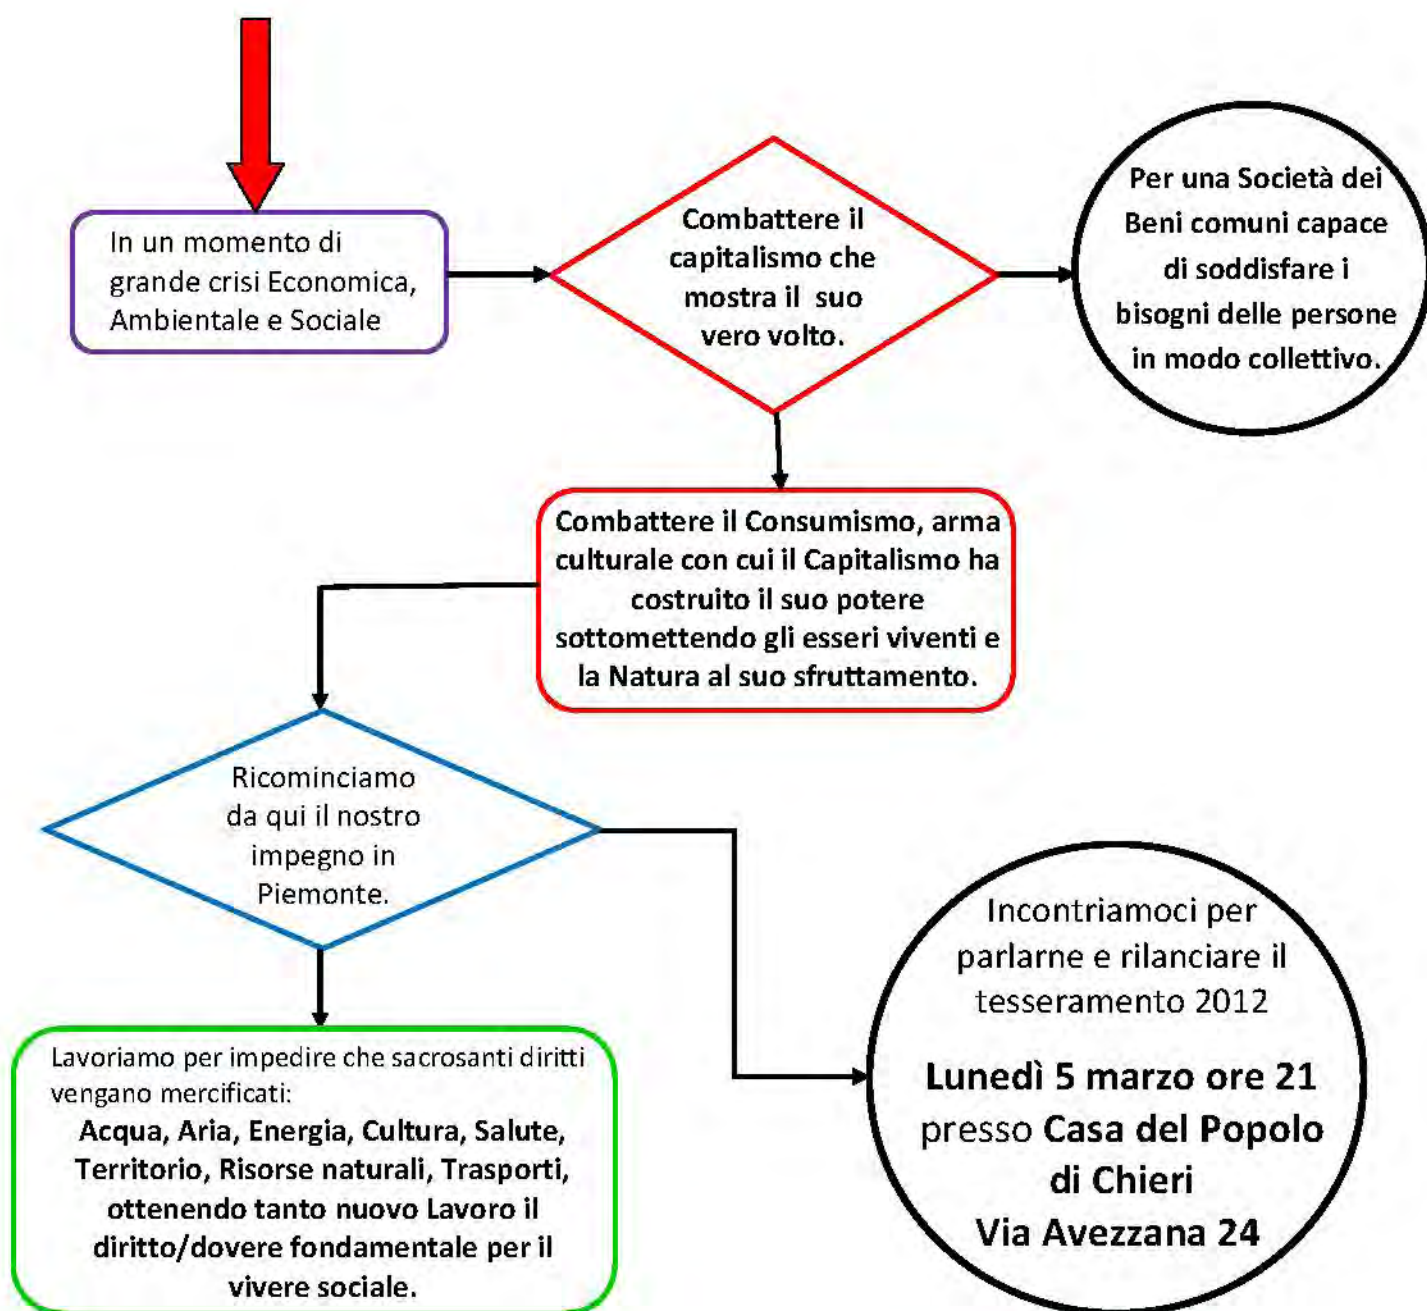 In un momento di
grande crisi Economica,
Ambientale e Sociale
Combattere il
capitalismo che
mostra il suo
vero volto.
Per una Società dei
Beni comuni capace
di soddisfare i
bisogni delle persone
in modo collettivo.
Combattere il Consumismo, arma
culturale con cui il Capitalismo ha
costruito il suo potere
sottomettendo gli esseri viventi e
la Natura al suo sfruttamento.
Ricominciamo
da qui il nostro
impegno in
Piemonte.
Lavoriamo per impedire che sacrosanti diritti
vengano mercificati:
Acqua, Aria, Energia, Cultura, Salute,
Territorio, Risorse naturali, Trasporti,
ottenendo tanto nuovo Lavoro il
diritto/dovere fondamentale per il
vivere sociale.
Incontriamoci per
parlarne e rilanciare il
tesseramento 2012
Lunedì 5 marzo ore 21
presso Casa del Popolo
di Chieri
Via Avezzana 24